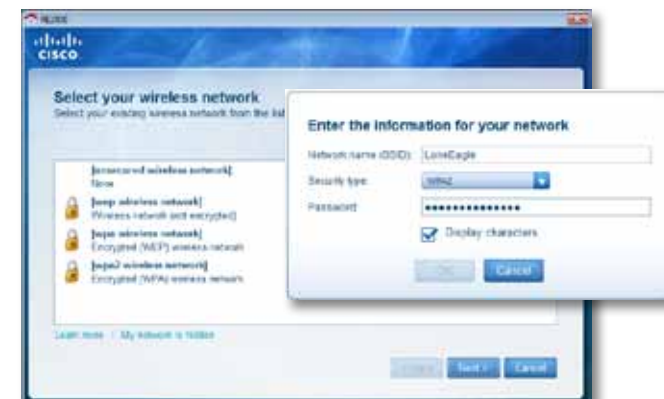 CISCO
Select your wireless network
Select your existing wireless network from the list
[unsecured wireless network]
None
[wep wireless network]
Wireless network (not encrypted)
[wpa wireless network]
Encrypted (WEP) wireless network
[wpa2 wireless network]
Encrypted (WPA) wireless network
Learn more | My network is hidden
Next > Cancel
Enter the information for your network
Network name (SSID): LoneEagle
Security type: WPA2
Password: ••••••••••••••
Display characters
OK Cancel